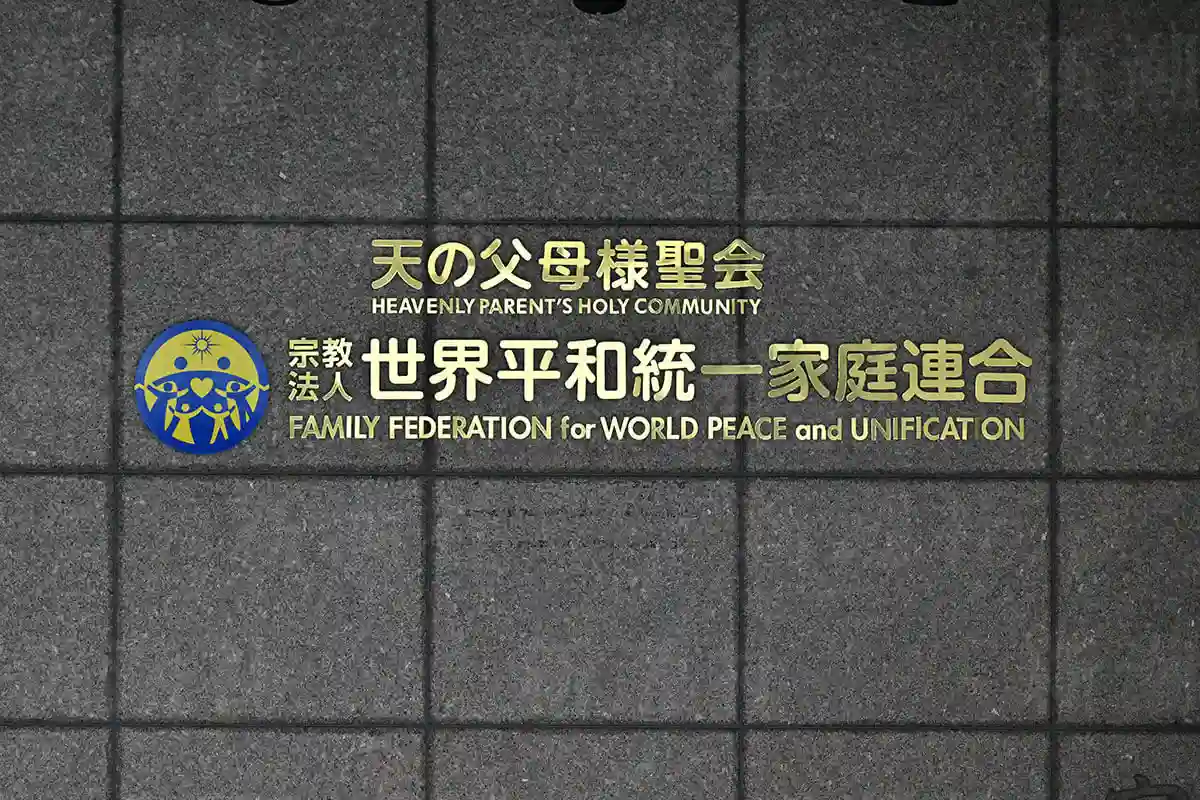 天の父母様聖会
HEAVENLY PARENT'S HOLY COMMUNITY
宗教法人 世界平和統一家庭連合
FAMILY FEDERATION for WORLD PEACE and UNIFICATION